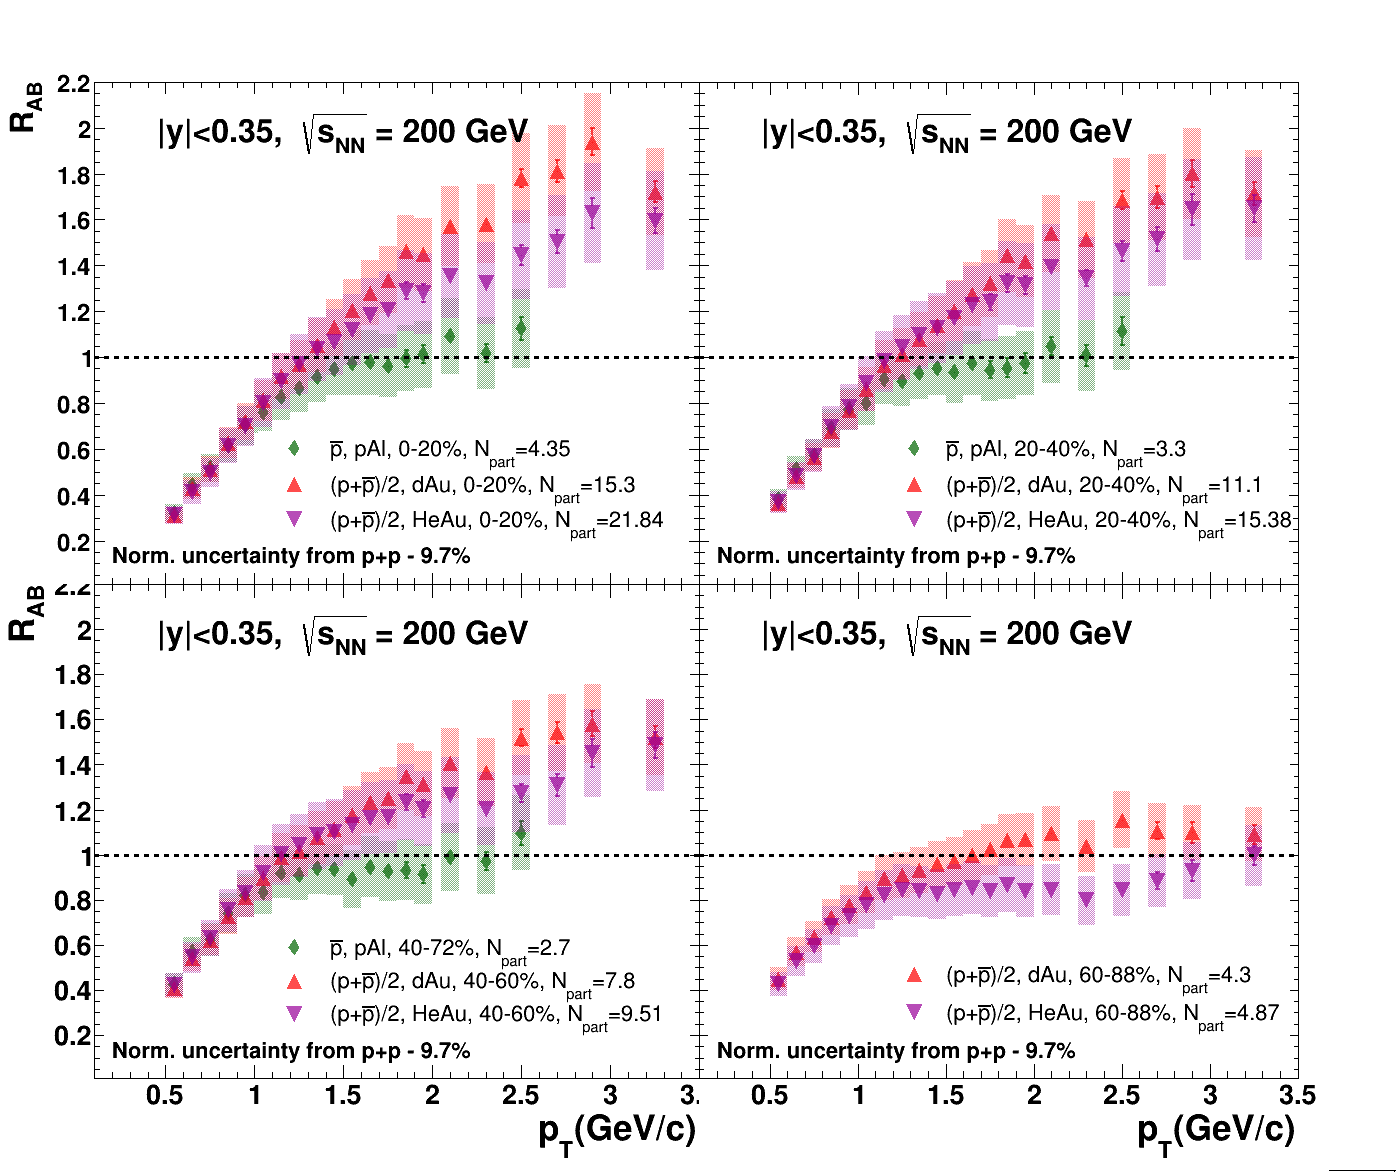 R_AB
2.2
2
1.8
1.6
1.4
1.2
1
0.8
0.6
0.4
0.2
|y|<0.35, √s_NN = 200 GeV
p̅, pAl, 0-20%, N_part=4.35
(p+p̅)/2, dAu, 0-20%, N_part=15.3
(p+p̅)/2, HeAu, 0-20%, N_part=21.84
Norm. uncertainty from p+p - 9.7%
|y|<0.35, √s_NN = 200 GeV
p̅, pAl, 20-40%, N_part=3.3
(p+p̅)/2, dAu, 20-40%, N_part=11.1
(p+p̅)/2, HeAu, 20-40%, N_part=15.38
Norm. uncertainty from p+p - 9.7%
R_AB
2.2
2
1.8
1.6
1.4
1.2
1
0.8
0.6
0.4
0.2
|y|<0.35, √s_NN = 200 GeV
p̅, pAl, 40-72%, N_part=2.7
(p+p̅)/2, dAu, 40-60%, N_part=7.8
(p+p̅)/2, HeAu, 40-60%, N_part=9.51
Norm. uncertainty from p+p - 9.7%
0.5 1 1.5 2 2.5 3 3.
p_T(GeV/c)
|y|<0.35, √s_NN = 200 GeV
(p+p̅)/2, dAu, 60-88%, N_part=4.3
(p+p̅)/2, HeAu, 60-88%, N_part=4.87
Norm. uncertainty from p+p - 9.7%
0.5 1 1.5 2 2.5 3 3.5
p_T(GeV/c)